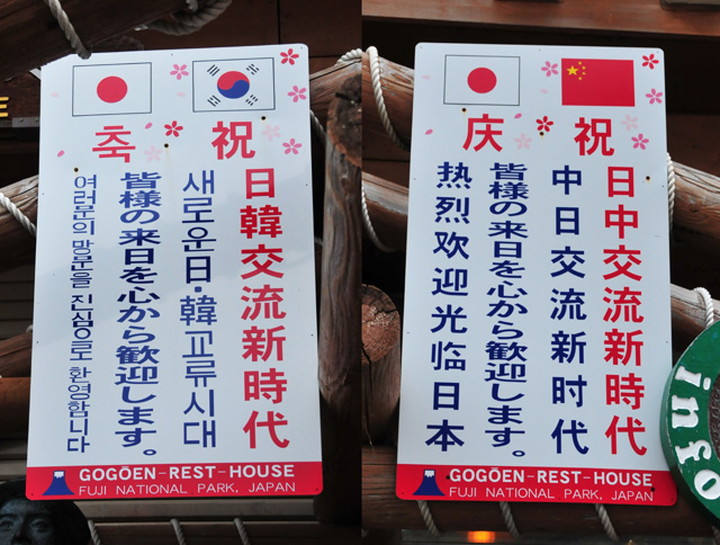 축 祝
日韓交流新時代
새로운 日・韓 교류시대
皆様の来日を心から歓迎します。
여러문의 방문을 진심으로 환영합니다
GOGŌEN-REST-HOUSE
FUJI NATIONAL PARK, JAPAN
庆 祝
日中交流新時代
中日交流新时代
皆様の来日を心から歓迎します。
热烈欢迎光临日本
GOGŌEN-REST-HOUSE
FUJI NATIONAL PARK, JAPAN
info